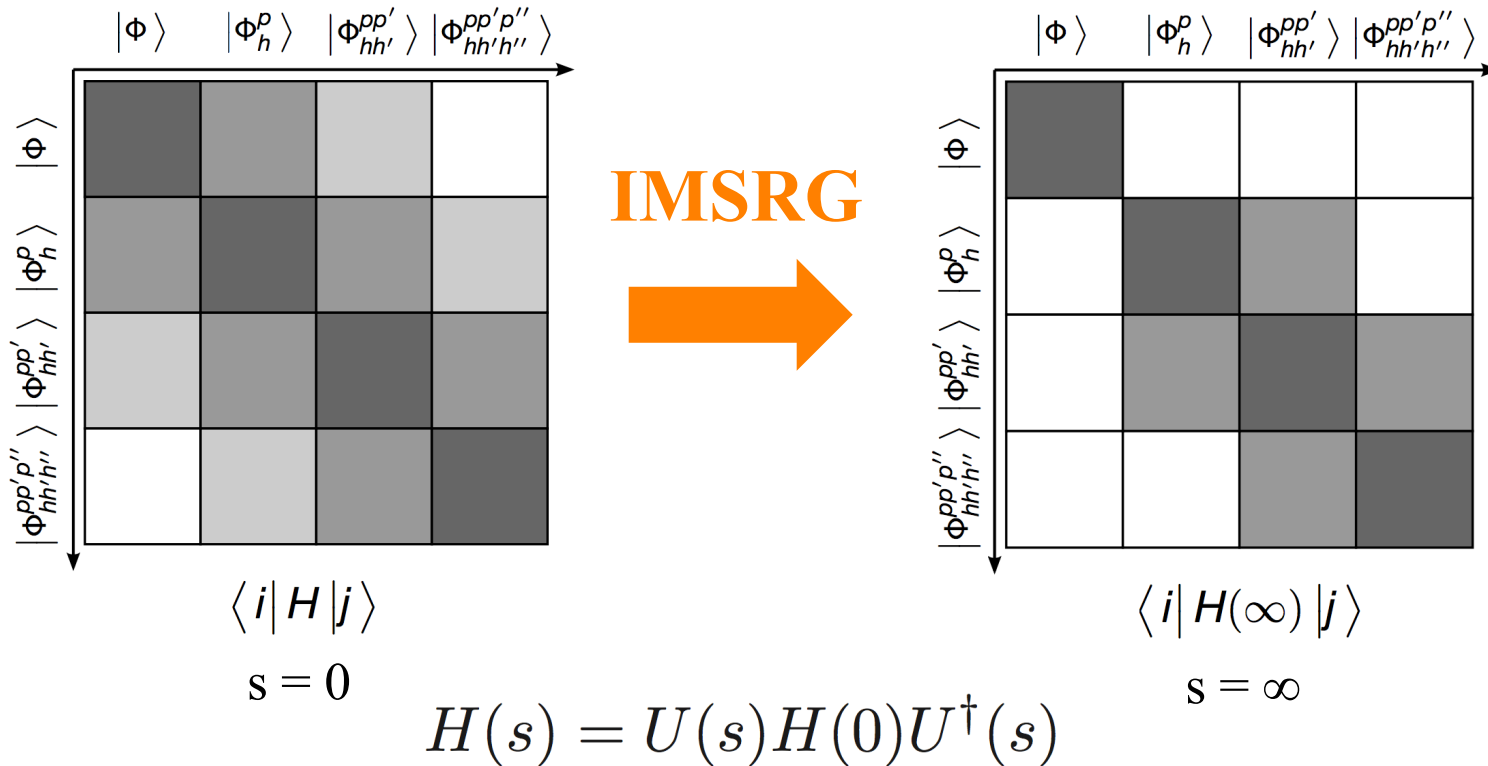 |Φ⟩ |Φ^p_h⟩ |Φ^{pp'}_{hh'}⟩ |Φ^{pp'p''}_{hh'h''}⟩
|Φ⟩
|Φ^p_h⟩
|Φ^{pp'}_{hh'}⟩
|Φ^{pp'p''}_{hh'h''}⟩
⟨i|H|j⟩
s = 0
IMSRG
|Φ⟩ |Φ^p_h⟩ |Φ^{pp'}_{hh'}⟩ |Φ^{pp'p''}_{hh'h''}⟩
|Φ⟩
|Φ^p_h⟩
|Φ^{pp'}_{hh'}⟩
|Φ^{pp'p''}_{hh'h''}⟩
⟨i|H(∞)|j⟩
s = ∞
H(s) = U(s)H(0)U^†(s)